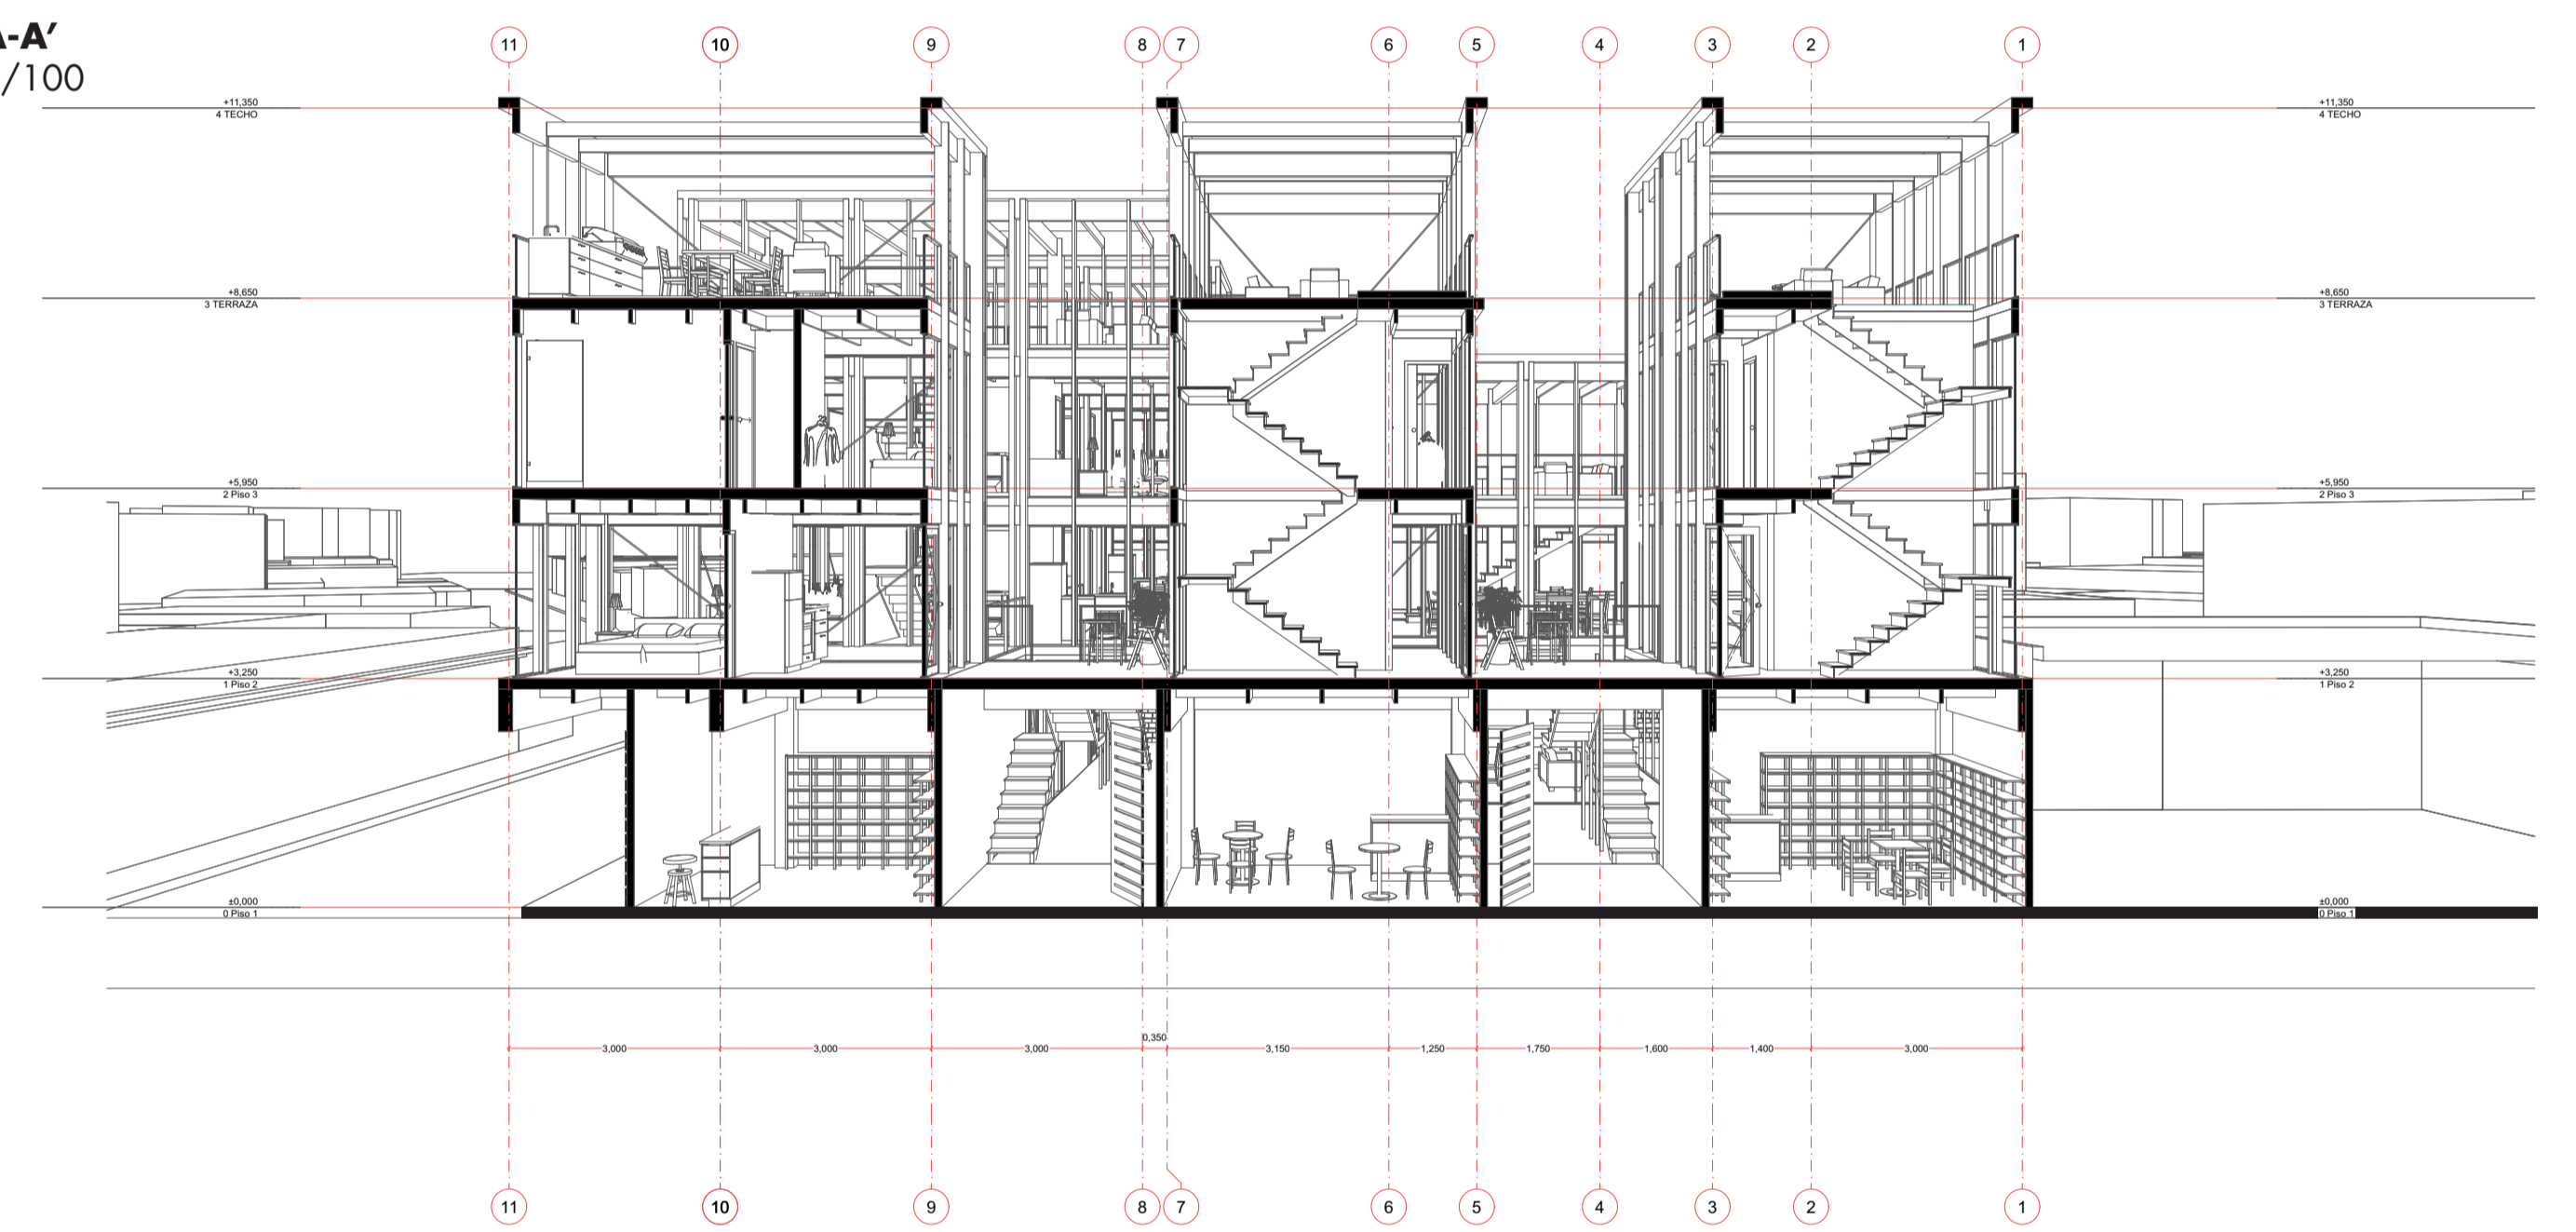 A-A'
/100
11 10 9 8 7 6 5 4 3 2 1
+11,350
4 TECHO
+11,350
4 TECHO
+8,650
3 TERRAZA
+8,650
3 TERRAZA
+5,950
2 Piso 3
+5,950
2 Piso 3
+3,250
1 Piso 2
+3,250
1 Piso 2
±0,000
0 Piso 1
±0,000
0 Piso 1
3,000 3,000 3,000 0,350 3,150 1,250 1,750 1,600 1,400 3,000
11 10 9 8 7 6 5 4 3 2 1